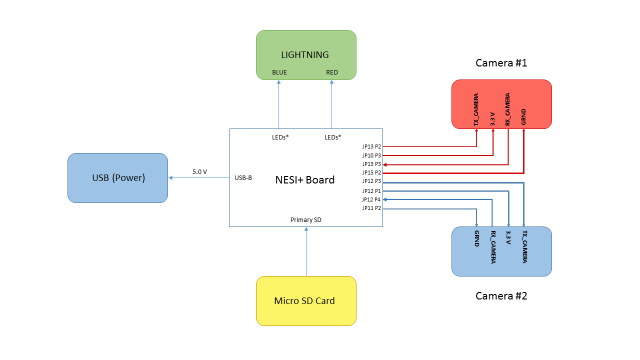 LIGHTNING
BLUE RED
Camera #1
TX_CAMERA
3.3 V
RX_CAMERA
GRND
LEDs* LEDs*
JP13 P2
JP10 P3
JP13 P3
JP15 P2
JP12 P5
JP12 P1
JP12 P4
JP11 P2
USB (Power)
5.0 V
USB-B
NESI+ Board
Primary SD
GRND
RX_CAMERA
3.3 V
TX_CAMERA
Micro SD Card
Camera #2